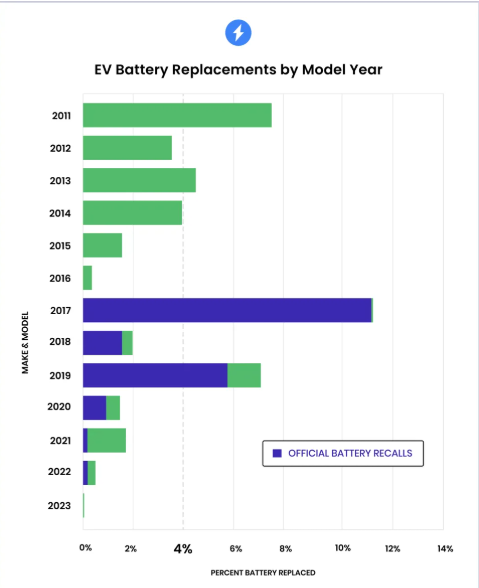 EV Battery Replacements by Model Year
2011
2012
2013
2014
2015
2016
2017
2018
2019
2020
2021
2022
2023
MAKE & MODEL
OFFICIAL BATTERY RECALLS
0% 2% 4% 6% 8% 10% 12% 14%
PERCENT BATTERY REPLACED